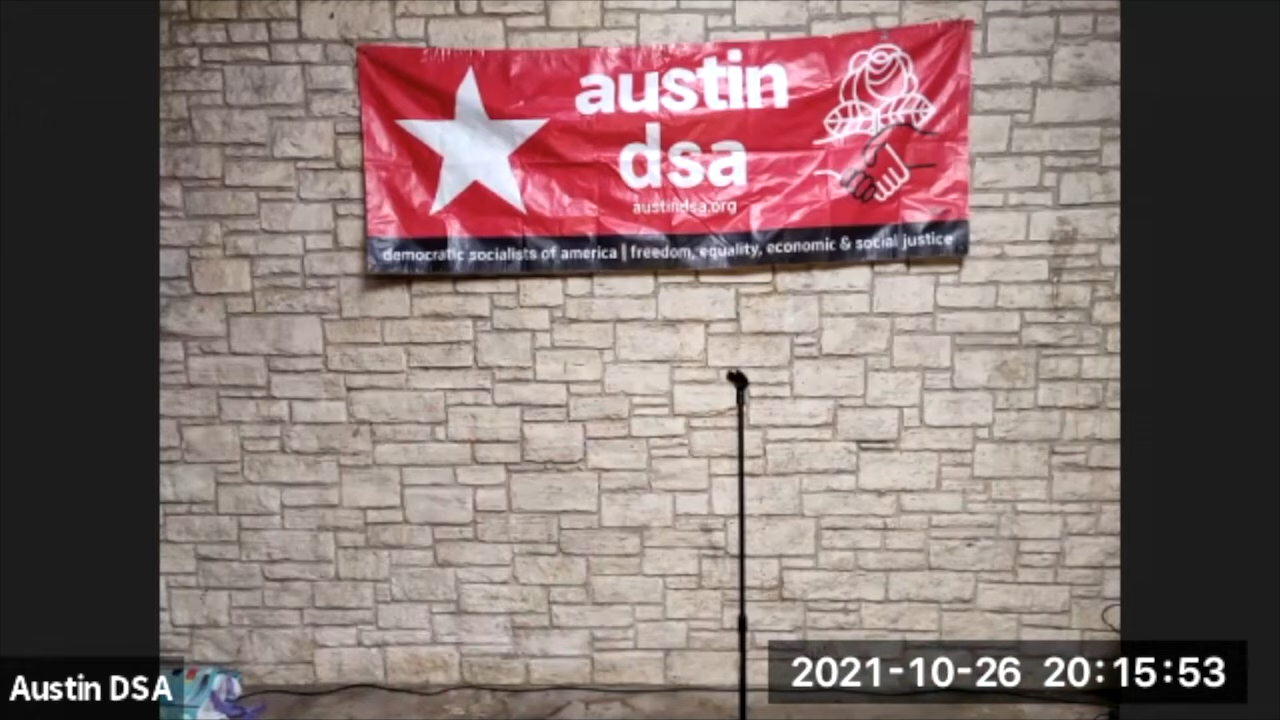 austin
dsa
austindsa.org
democratic socialists of america | freedom, equality, economic & social justice
Austin DSA
2021-10-26 20:15:53